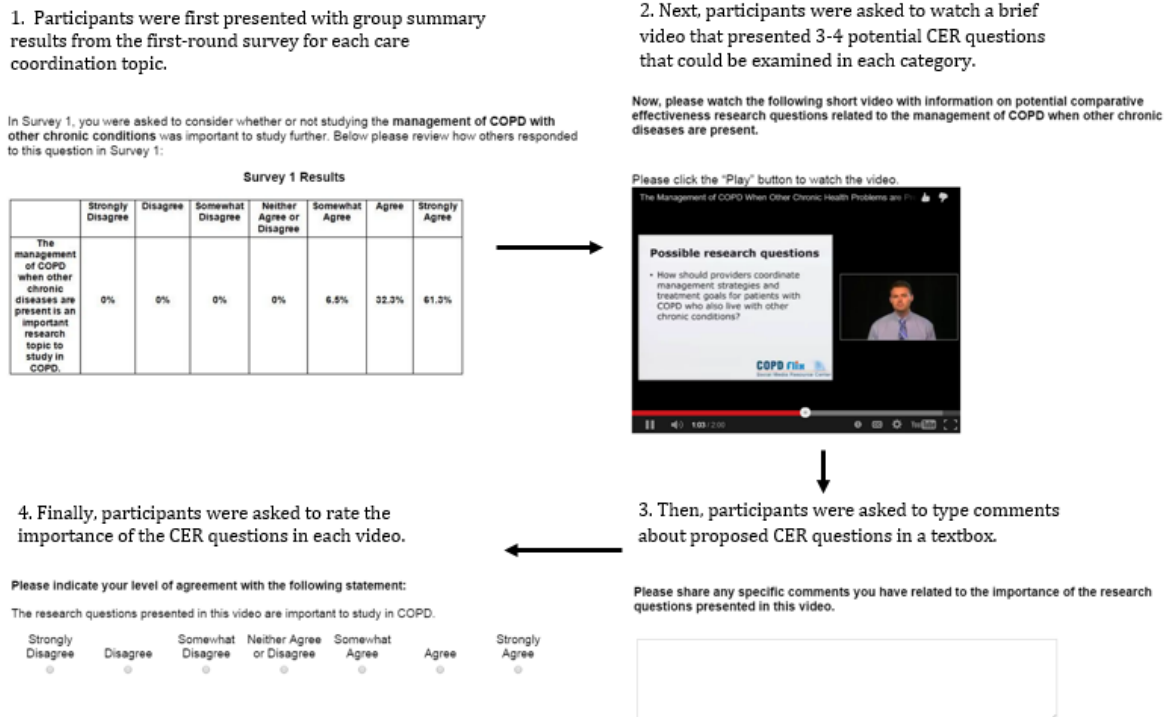 1. Participants were first presented with group summary
results from the first-round survey for each care
coordination topic.
In Survey 1, you were asked to consider whether or not studying the management of COPD with
other chronic conditions was important to study further. Below please review how others responded
to this question in Survey 1:
Survey 1 Results
Strongly Disagree Disagree Somewhat Disagree Neither Agree or Disagree Somewhat Agree Agree Strongly Agree
The
management
of COPD
when other
chronic
diseases are
present is an
important
research
topic to
study in
COPD.
0% 0% 0% 0% 6.5% 32.3% 61.3%
2. Next, participants were asked to watch a brief
video that presented 3-4 potential CER questions
that could be examined in each category.
Now, please watch the following short video with information on potential comparative
effectiveness research questions related to the management of COPD when other chronic
diseases are present.
Please click the "Play" button to watch the video.
The Management of COPD When Other Chronic Health Problems are
Possible research questions
• How should providers coordinate
management strategies and
treatment goals for patients with
COPD who also live with other
chronic conditions?
COPD flix
Social Media Resource Center
1:03 / 2:00
YouTube
3. Then, participants were asked to type comments
about proposed CER questions in a textbox.
Please share any specific comments you have related to the importance of the research
questions presented in this video.
4. Finally, participants were asked to rate the
importance of the CER questions in each video.
Please indicate your level of agreement with the following statement:
The research questions presented in this video are important to study in COPD.
Strongly Disagree Disagree Somewhat Disagree Neither Agree or Disagree Somewhat Agree Agree Strongly Agree